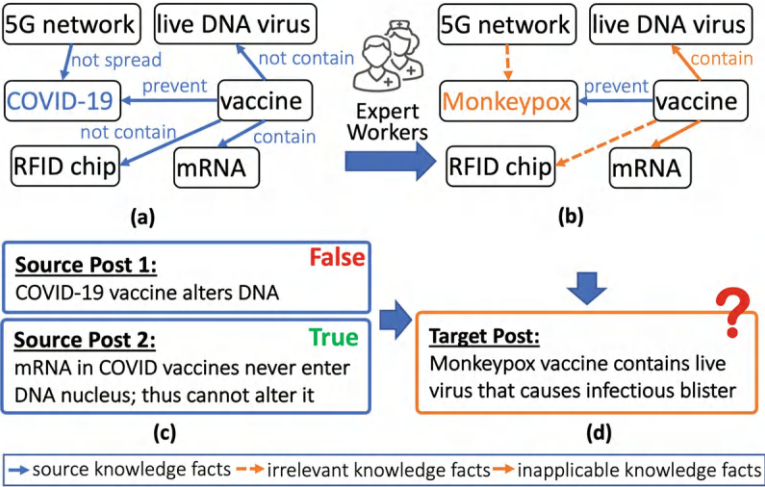 5G network
live DNA virus
not spread
not contain
COVID-19
prevent
vaccine
not contain
contain
RFID chip
mRNA
(a)
Expert
Workers
5G network
live DNA virus
contain
Monkeypox
prevent
vaccine
RFID chip
mRNA
(b)
Source Post 1:
False
COVID-19 vaccine alters DNA
Source Post 2:
True
mRNA in COVID vaccines never enter
DNA nucleus; thus cannot alter it
(c)
?
Target Post:
Monkeypox vaccine contains live
virus that causes infectious blister
(d)
source knowledge facts
irrelevant knowledge facts
inapplicable knowledge facts